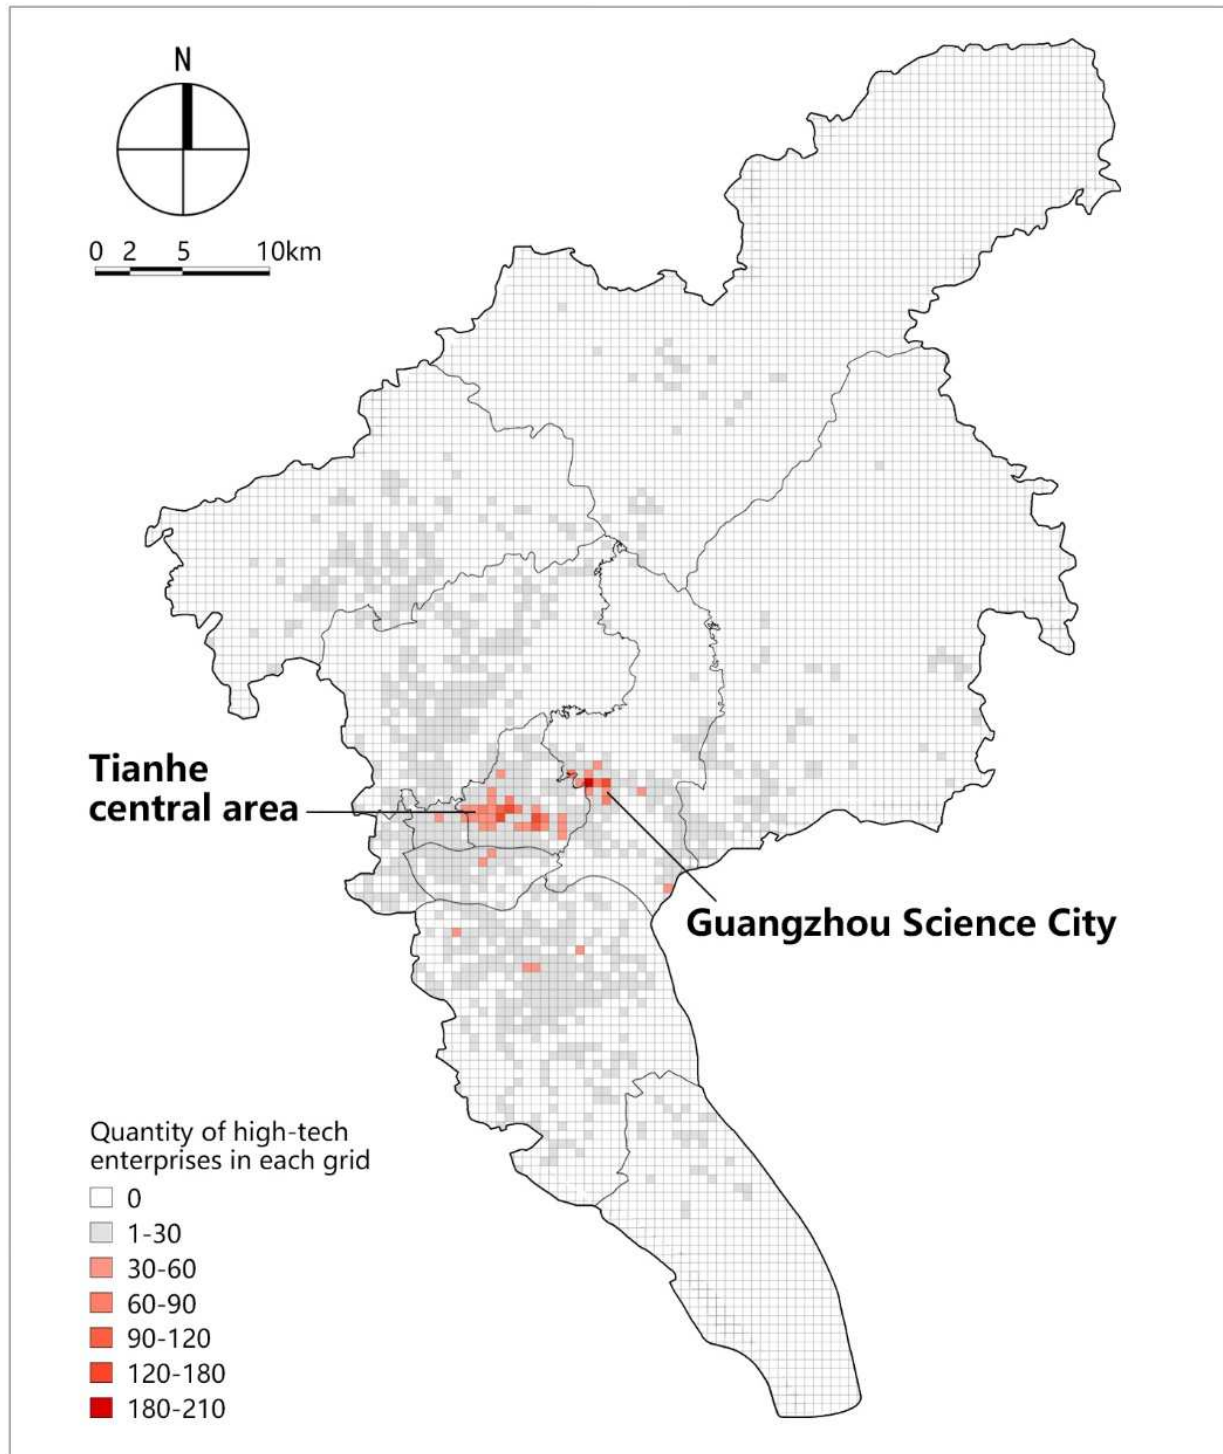 N
0 2 5 10km
Tianhe
central area
Guangzhou Science City
Quantity of high-tech
enterprises in each grid
0
1-30
30-60
60-90
90-120
120-180
180-210